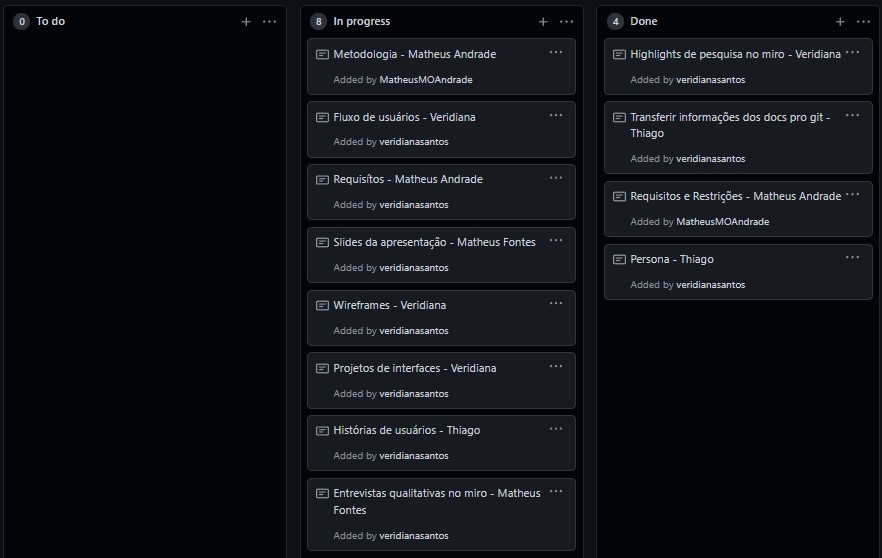 0 To do
8 In progress
Metodologia - Matheus Andrade
Added by MatheusMOAndrade
Fluxo de usuários - Veridiana
Added by veridianasantos
Requisítos - Matheus Andrade
Added by veridianasantos
Slides da apresentação - Matheus Fontes
Added by veridianasantos
Wireframes - Veridiana
Added by veridianasantos
Projetos de interfaces - Veridiana
Added by veridianasantos
Histórias de usuários - Thiago
Added by veridianasantos
Entrevistas qualitativas no miro - Matheus
Fontes
Added by veridianasantos
4 Done
Highlights de pesquisa no miro - Veridiana
Added by veridianasantos
Transferir informações dos docs pro git -
Thiago
Added by veridianasantos
Requisitos e Restrições - Matheus Andrade
Added by MatheusMOAndrade
Persona - Thiago
Added by veridianasantos